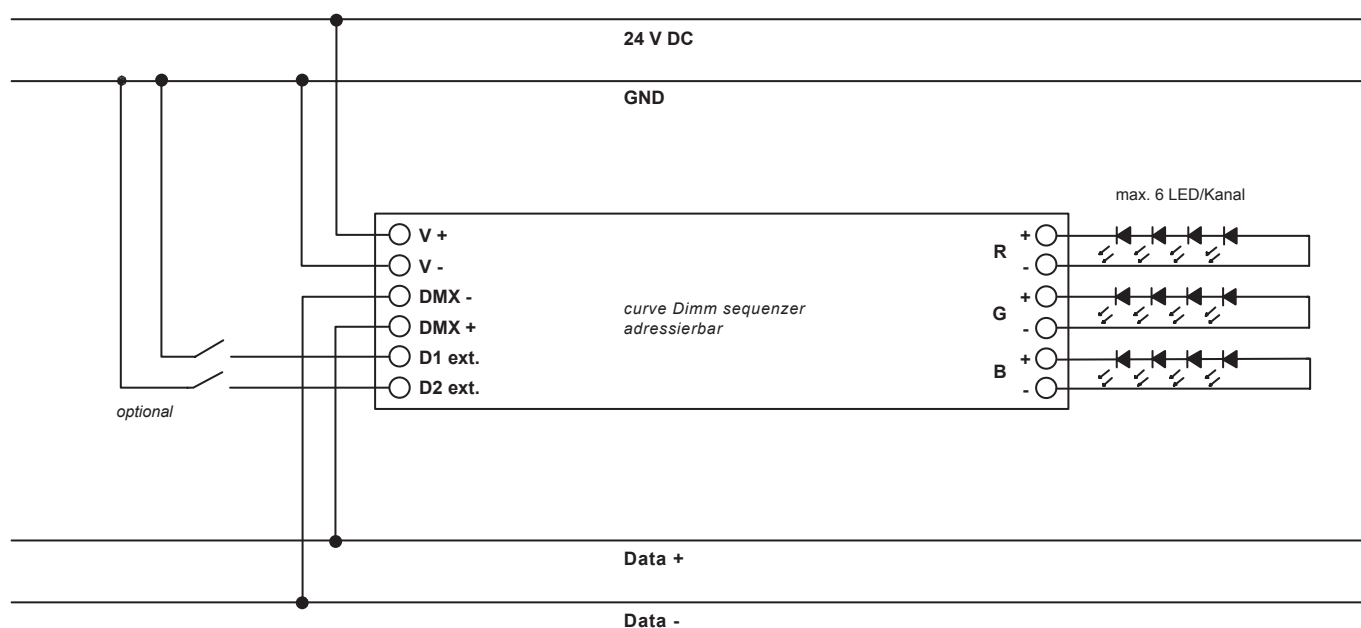 24 V DC
GND
max. 6 LED/Kanal
V +
V -
DMX -
DMX +
D1 ext.
D2 ext.
optional
curve Dimm sequenzer
adressierbar
R
+
-
G
+
-
B
+
-
Data +
Data -